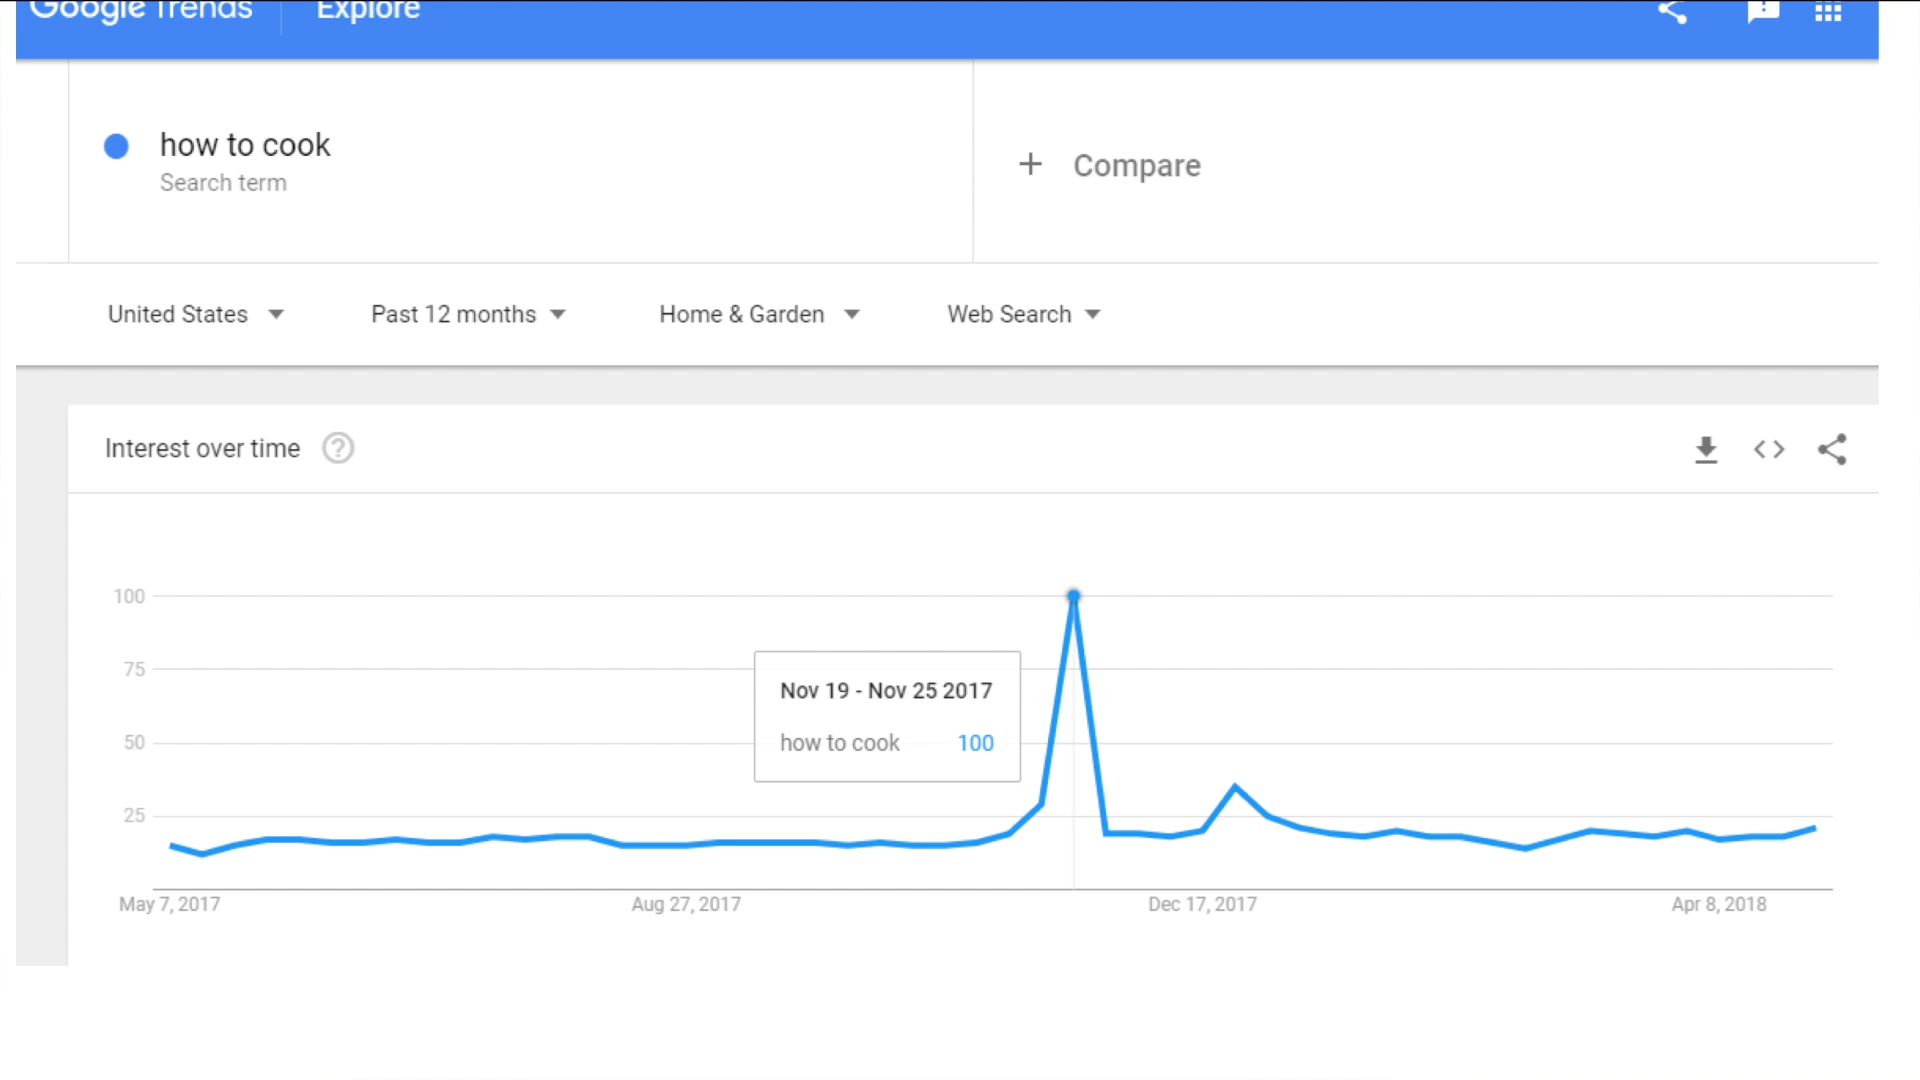 Google Trends Explore
how to cook
Search term
+ Compare
United States Past 12 months Home & Garden Web Search
Interest over time ?
100
75
50
25
Nov 19 - Nov 25 2017
how to cook 100
May 7, 2017 Aug 27, 2017 Dec 17, 2017 Apr 8, 2018